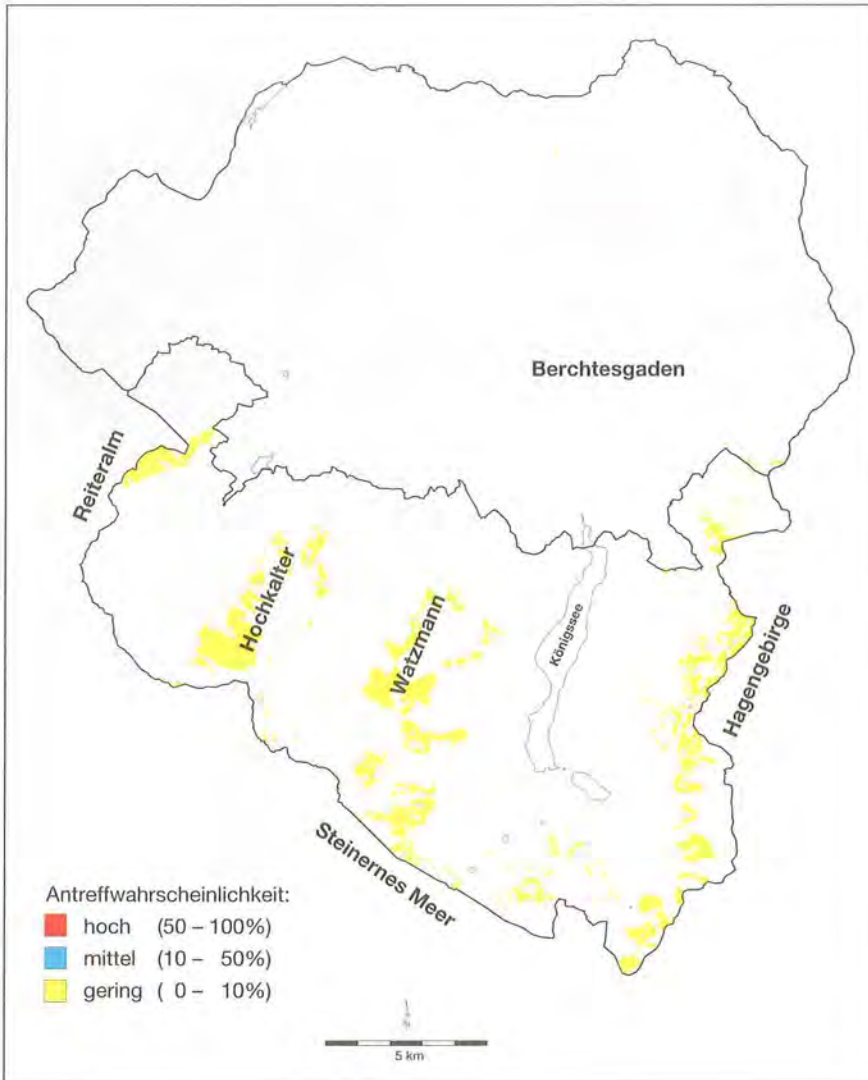 Berchtesgaden
Reiteralm
Hochkalter
Watzmann
Königssee
Hagengebirge
Steinernes Meer
Antreffwahrscheinlichkeit:
hoch (50 – 100%)
mittel (10 – 50%)
gering ( 0 – 10%)
5 km